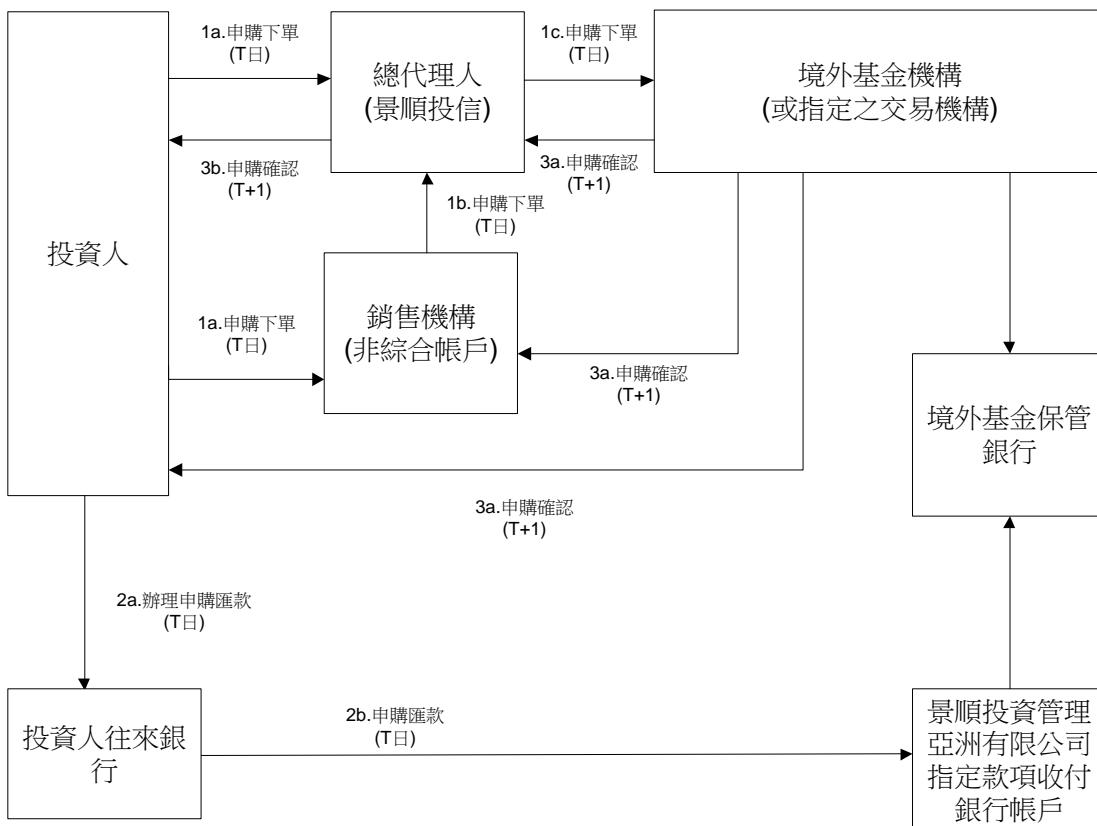 1a.申購下單
(T日)
1c.申購下單
(T日)
總代理人
(景順投信)
境外基金機構
(或指定之交易機構)
3b.申購確認
(T+1)
3a.申購確認
(T+1)
1b.申購下單
(T日)
投資人
銷售機構
(非綜合帳戶)
1a.申購下單
(T日)
3a.申購確認
(T+1)
境外基金保管
銀行
3a.申購確認
(T+1)
2a.辦理申購匯款
(T日)
投資人往來銀
行
2b.申購匯款
(T日)
景順投資管理
亞洲有限公司
指定款項收付
銀行帳戶